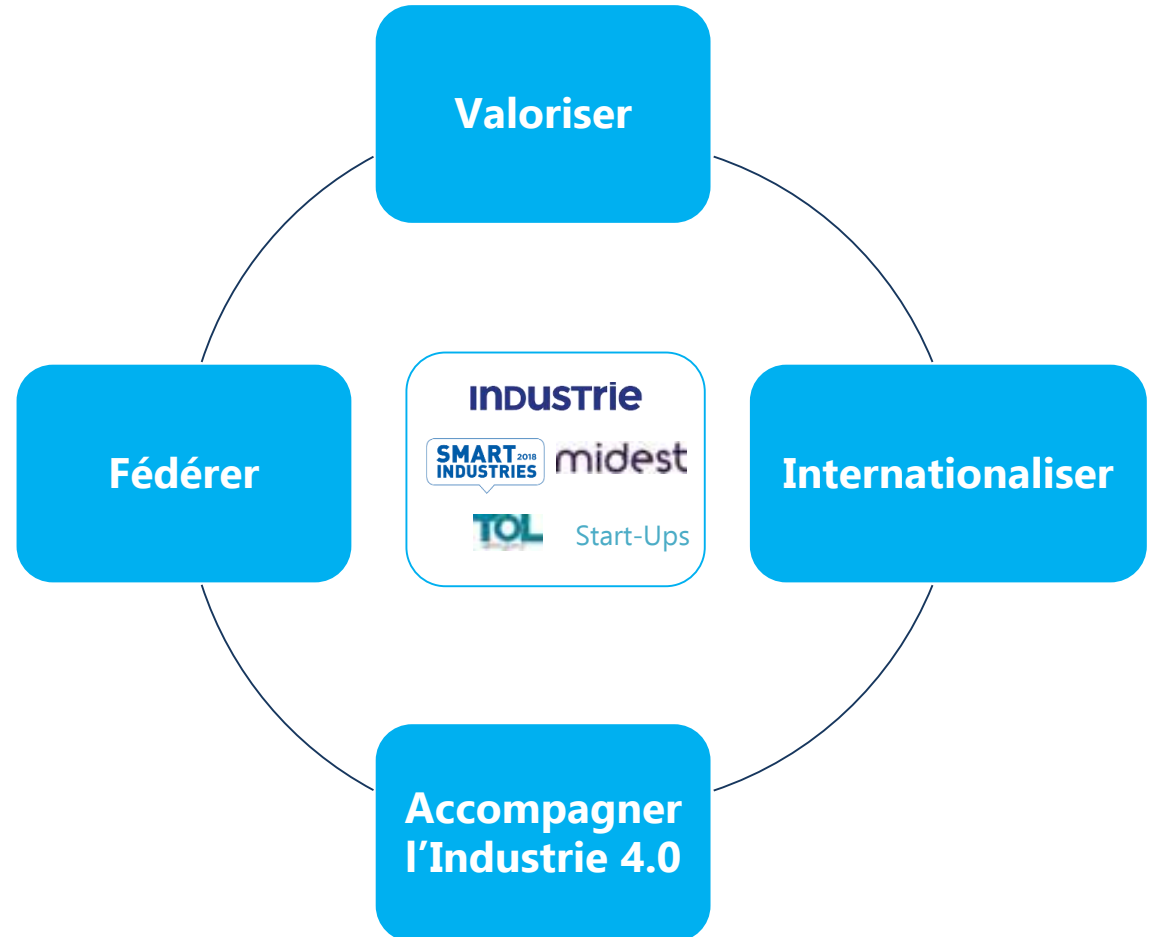 Valoriser
INDUSTrie
SMART 2018
INDUSTRIES
midest
Fédérer
Internationaliser
TOL
Start-Ups
Accompagner
l’Industrie 4.0